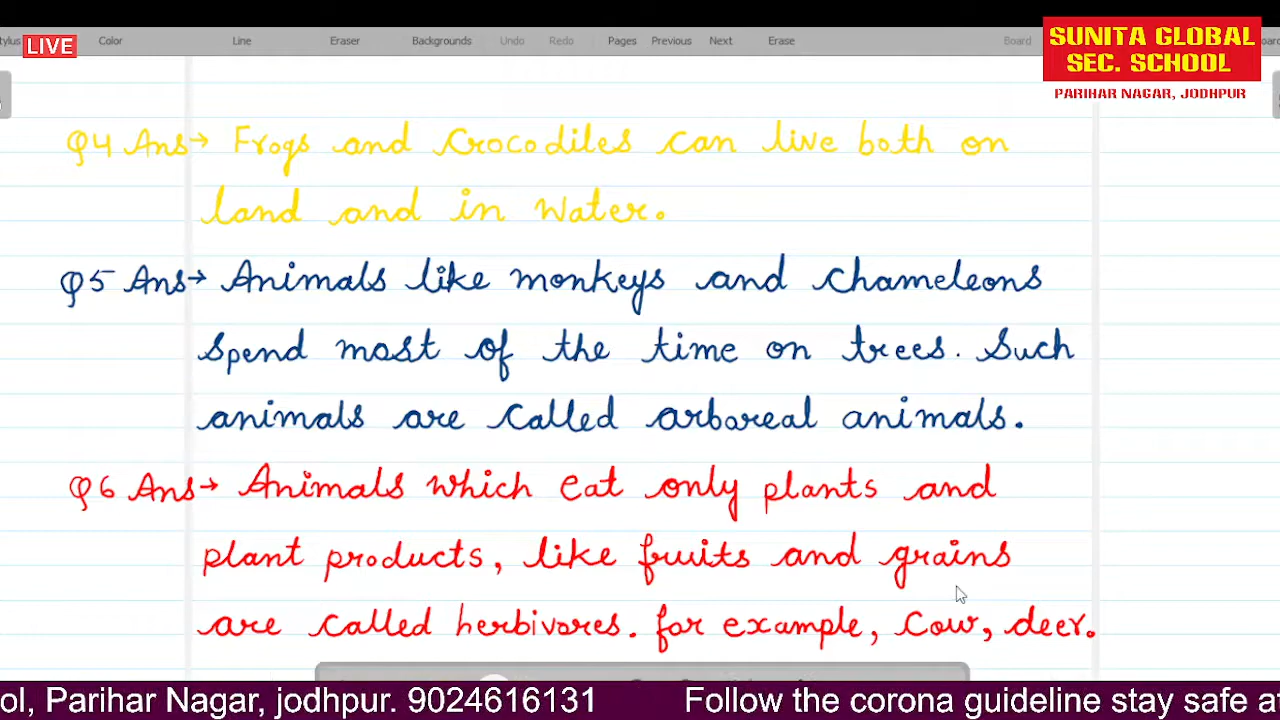 LIVE
Color Line Eraser Backgrounds Undo Redo Pages Previous Next Erase Board
SUNITA GLOBAL
SEC. SCHOOL
PARIHAR NAGAR, JODHPUR
Q4 Ans→ Frogs and crocodiles can live both on
land and in water.
Q5 Ans→ Animals like monkeys and chameleons
spend most of the time on trees. Such
animals are called arboreal animals.
Q6 Ans→ Animals which eat only plants and
plant products, like fruits and grains
are called herbivores. for example, cow, deer.
Parihar Nagar, jodhpur. 9024616131 Follow the corona guideline stay safe